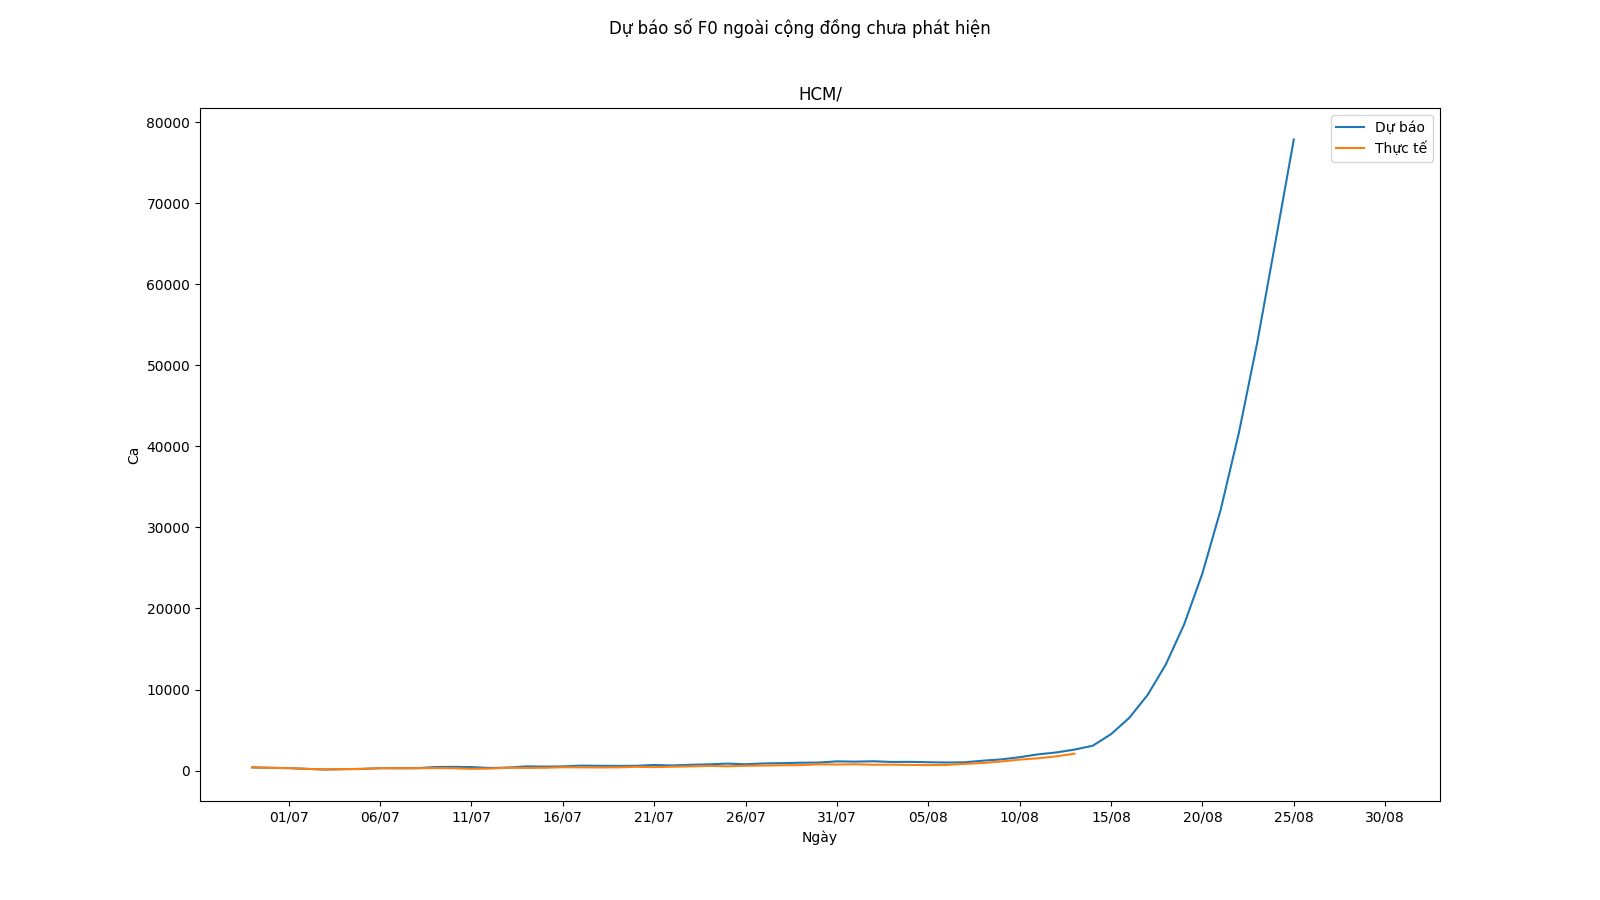 Dự báo số F0 ngoài cộng đồng chưa phát hiện
HCM/
Dự báo
Thực tế
80000
70000
60000
50000
40000
30000
20000
10000
0
Ca
01/07 06/07 11/07 16/07 21/07 26/07 31/07 05/08 10/08 15/08 20/08 25/08 30/08
Ngày